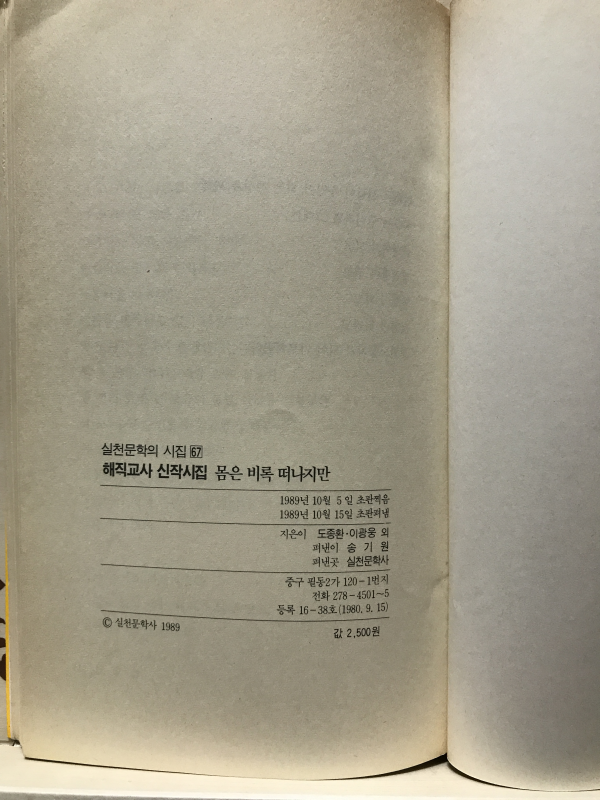 실천문학의 시집 67
해직교사 신작시집 몸은 비록 떠나지만
1989년 10월 5일 초판찍음
1989년 10월 15일 초판펴냄
지은이 도종환·이광웅 외
펴낸이 송기원
펴낸곳 실천문학사
중구 필동2가 120-1번지
전화 278-4501~5
등록 16-38호(1980. 9. 15)
© 실천문학사 1989
값 2,500원